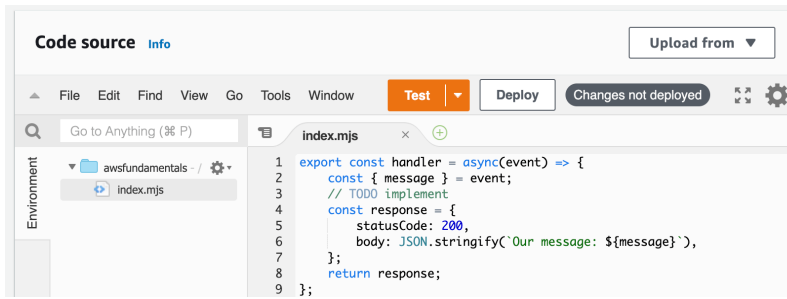 Code source Info
Upload from ▼
File Edit Find View Go Tools Window Test Deploy Changes not deployed
Go to Anything (⌘ P)
index.mjs
Environment
awsfundamentals - /
index.mjs
1 export const handler = async(event) => {
2     const { message } = event;
3     // TODO implement
4     const response = {
5         statusCode: 200,
6         body: JSON.stringify(`Our message: ${message}`),
7     };
8     return response;
9 };